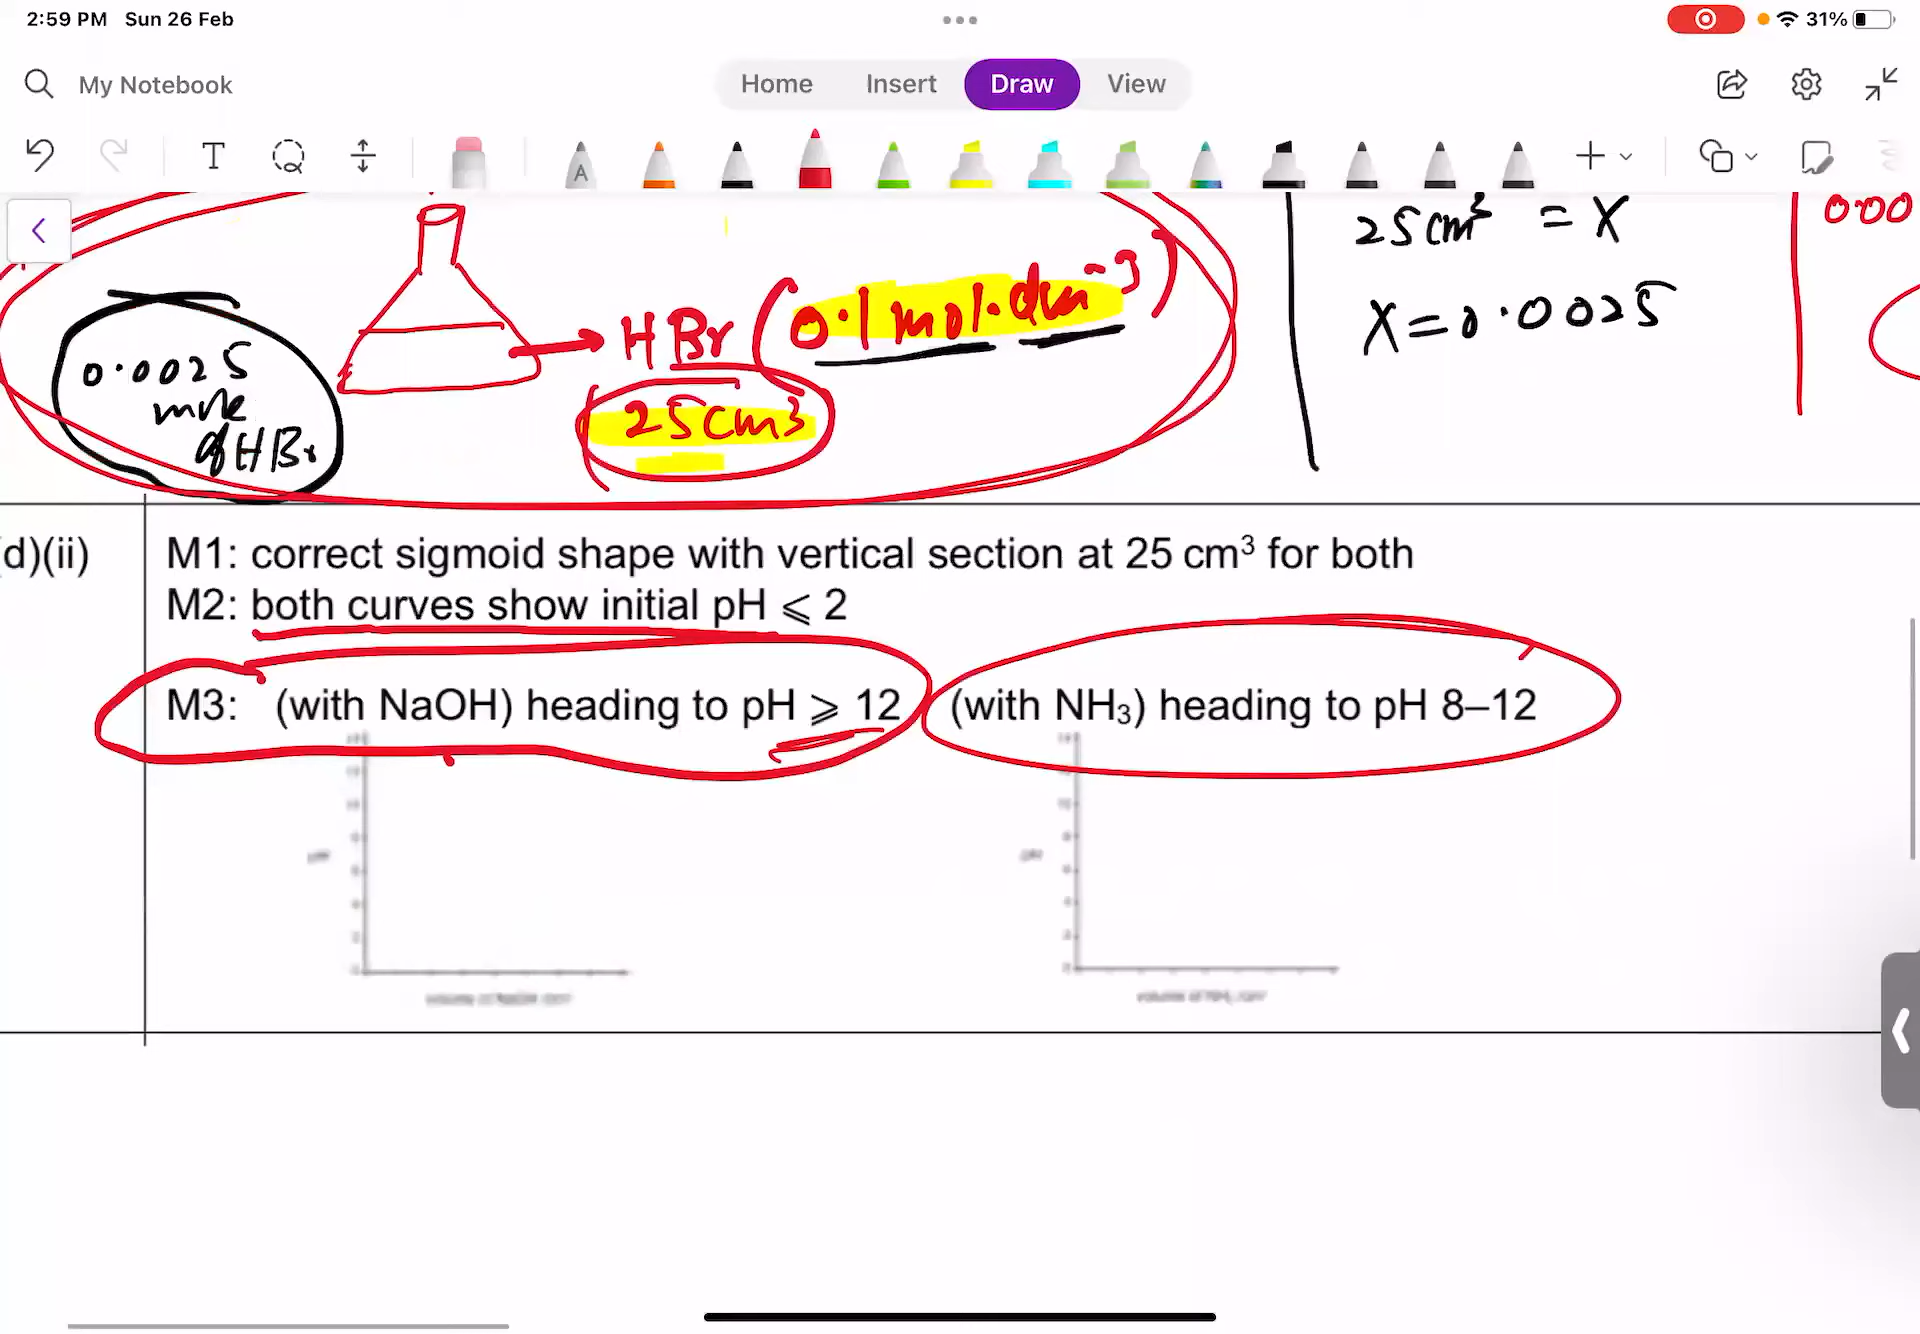 2:59 PM Sun 26 Feb
31%
My Notebook
Home Insert Draw View
T
A
25cm³ = X
0.00
X=0.0025
HBr (0.1 mol.dm⁻³)
25cm³
0.0025
mole
of HBr
d)(ii)
M1: correct sigmoid shape with vertical section at 25 cm³ for both
M2: both curves show initial pH ⩽ 2
M3: (with NaOH) heading to pH ⩾ 12 (with NH₃) heading to pH 8–12